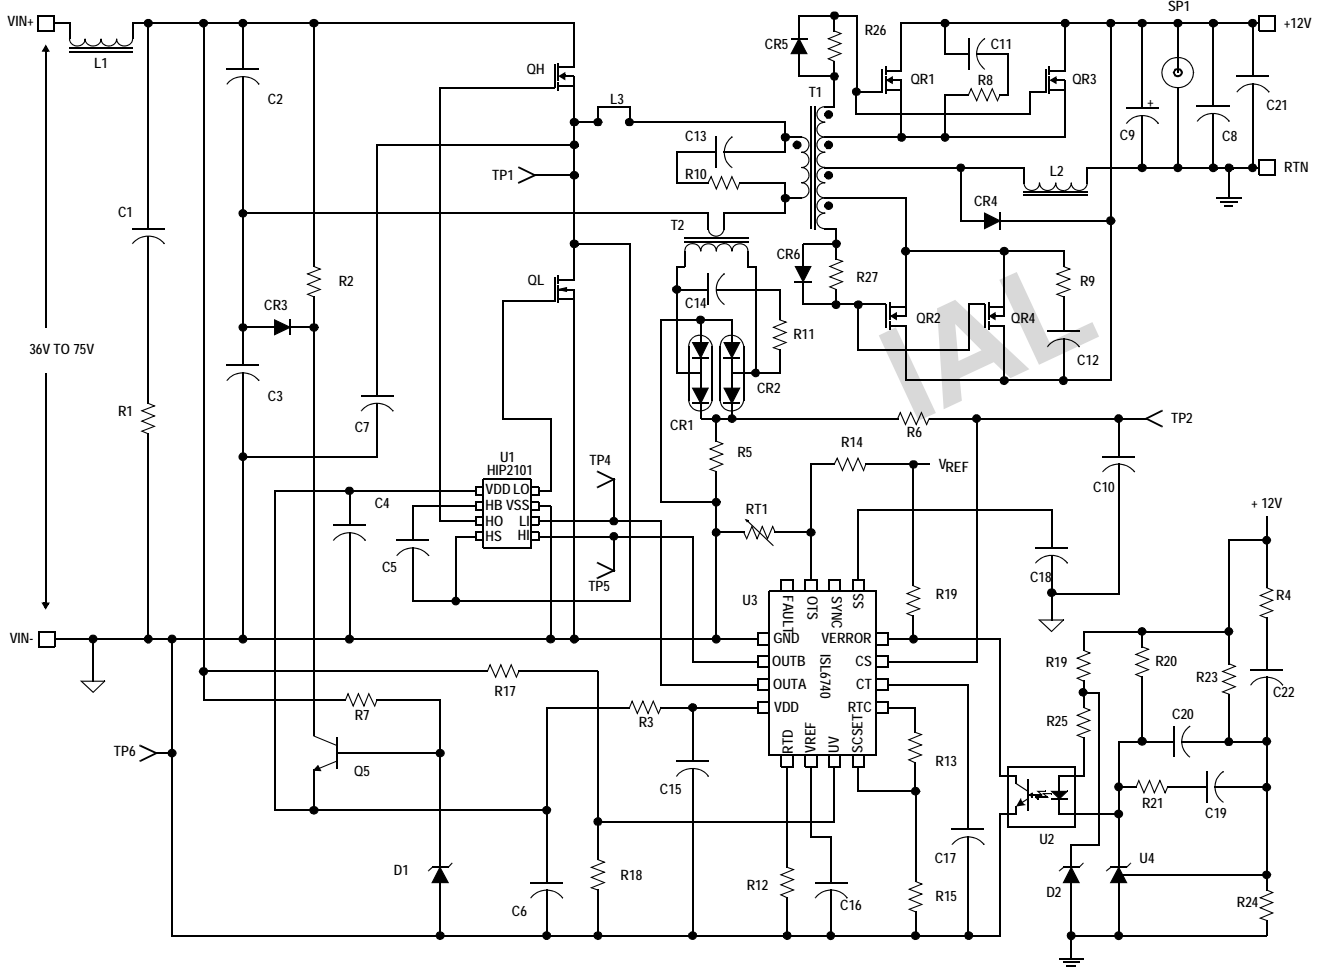 VIN+
L1
C2
QH
L3
C13
R10
TP1
T1
CR5
R26
QR1
C11
R8
QR3
SP1
+12V
C9
+
C8
C21
RTN
L2
CR4
C1
R2
CR3
C3
C7
QL
T2
C14
R11
CR1
CR2
CR6
R27
QR2
QR4
R9
C12
IAL
36V TO 75V
R1
R6
TP2
R5
R14
VREF
C10
U1
HIP2101
VDD LO
HB VSS
HO LI
HS HI
C4
C5
TP4
TP5
RT1
C18
R19
+ 12V
R4
VIN-
U3
FAULT
OTS
SYNC
SS
GND
OUTB
OUTA
VDD
ISL6740
VERROR
CS
CT
RTC
RTD
VREF
UV
SCSET
R17
R7
R3
TP6
Q5
C15
R13
R19
R20
R23
C22
R25
C20
R21
C19
U2
D1
C6
R18
R12
C16
R15
C17
D2
U4
R24